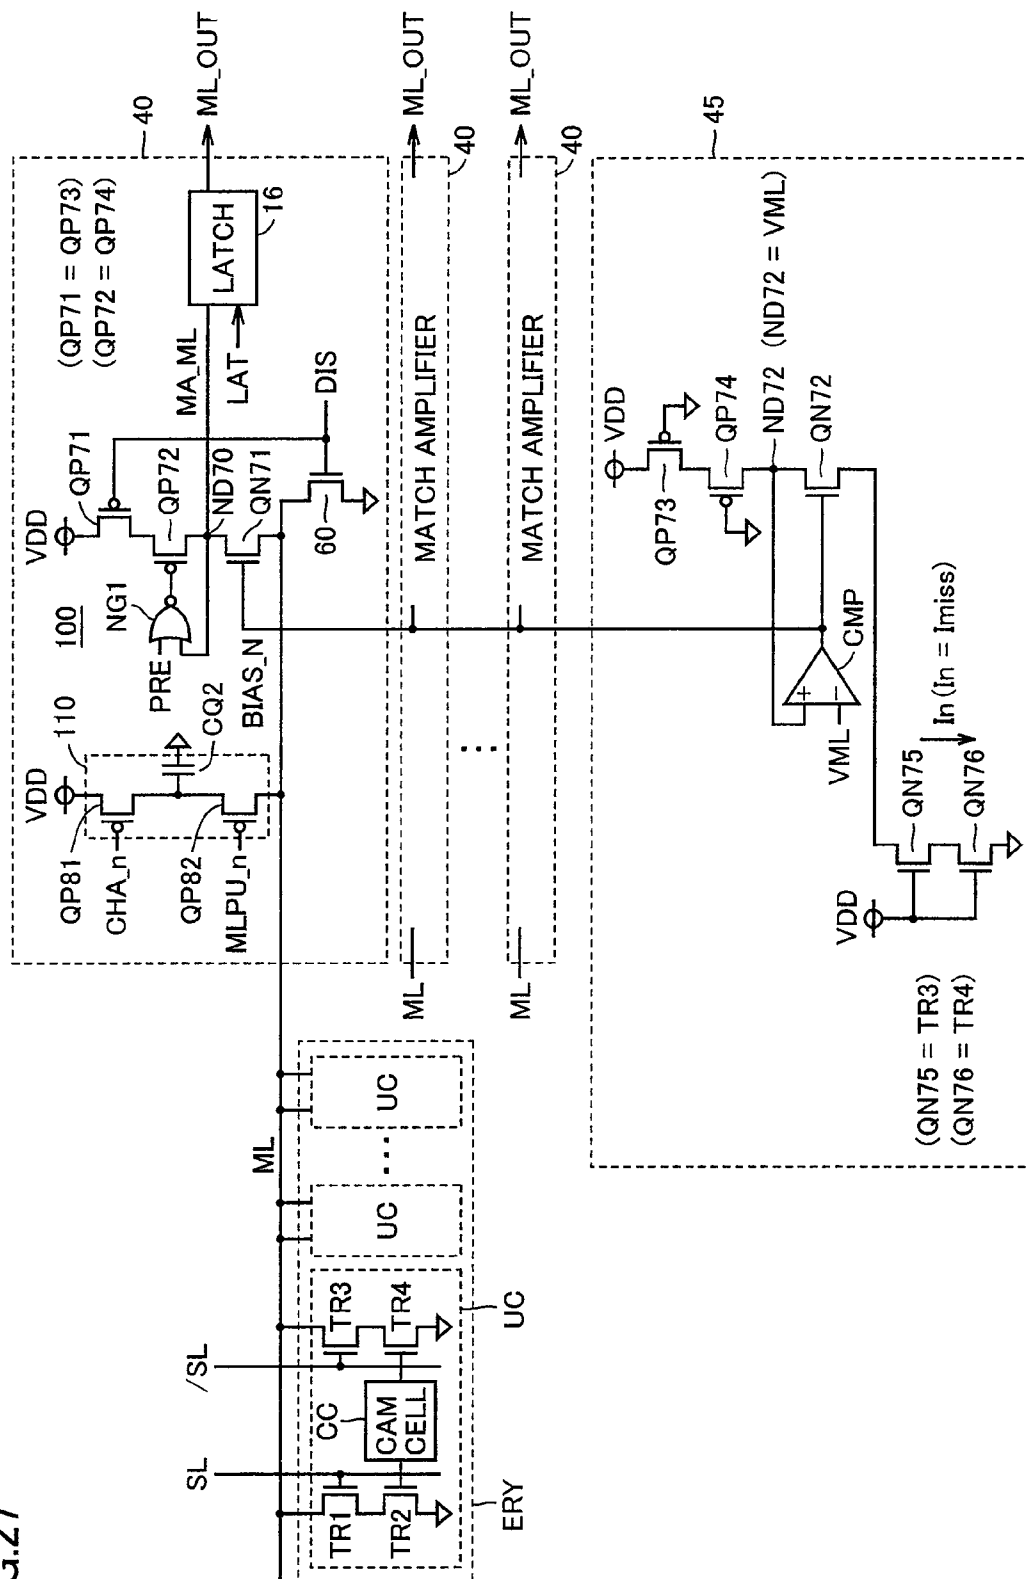 G.27
ML_OUT
ML_OUT
ML_OUT
40
40
40
45
(QP71 = QP73)
(QP72 = QP74)
LATCH
16
MA_ML
LAT
DIS
VDD
QP71
QP72
ND70
QN71
60
NG1
100
PRE
BIAS_N
110
VDD
CQ2
QP81
CHA_n
QP82
MLPU_n
MATCH AMPLIFIER
MATCH AMPLIFIER
...
ML
ML
ML
UC
...
UC
/SL
SL
TR3
TR4
UC
CC
CAM
CELL
TR1
TR2
ERY
VDD
QP73
QP74
ND72 (ND72 = VML)
QN72
CMP
+
−
VML
In (In = Imiss)
QN75
QN76
VDD
(QN75 = TR3)
(QN76 = TR4)